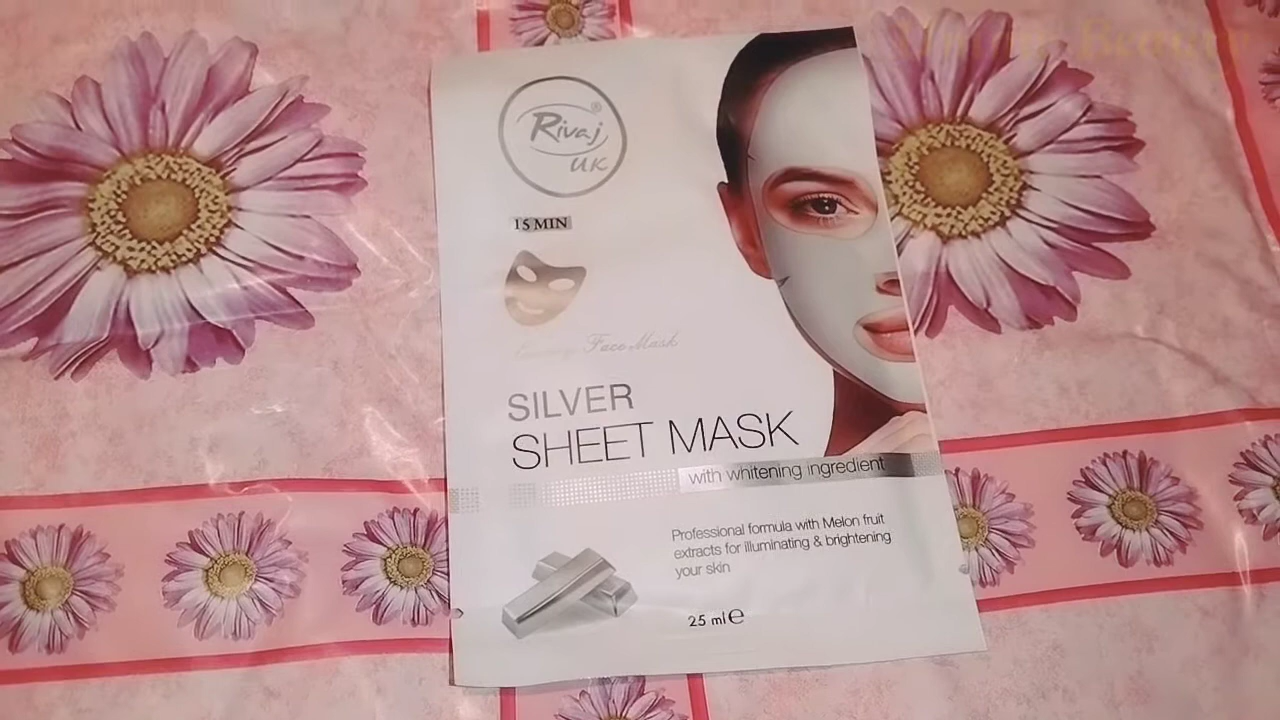 Rivaj®
UK
15 MIN
Face Mask
SILVER
SHEET MASK
with whitening ingredient
Professional formula with Melon fruit
extracts for illuminating & brightening
your skin
25 ml℮